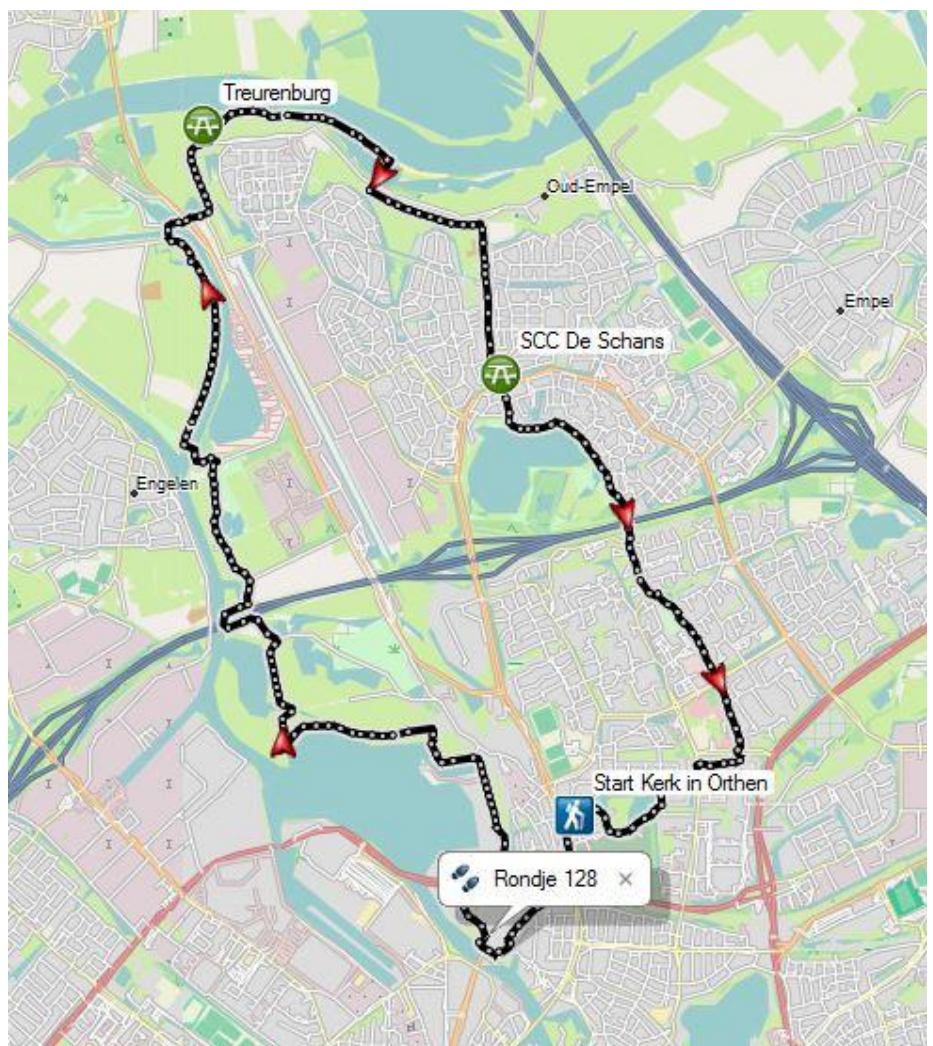 Treurenburg
Oud-Empel
Empel
SCC De Schans
Engelen
Start Kerk in Orthen
Rondje 128 ×